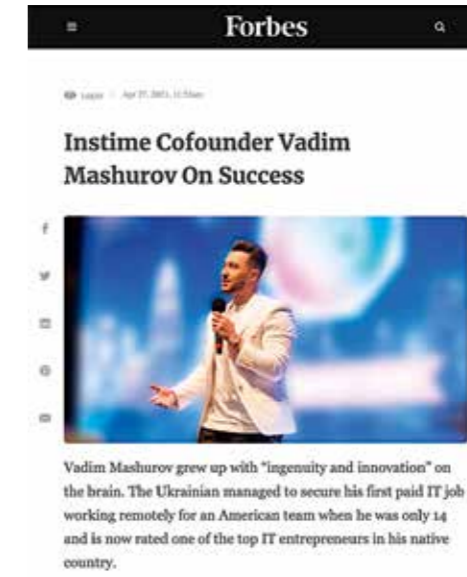 Forbes
Instime Cofounder Vadim
Mashurov On Success
Vadim Mashurov grew up with "ingenuity and innovation" on
the brain. The Ukrainian managed to secure his first paid IT job
working remotely for an American team when he was only 14
and is now rated one of the top IT entrepreneurs in his native
country.